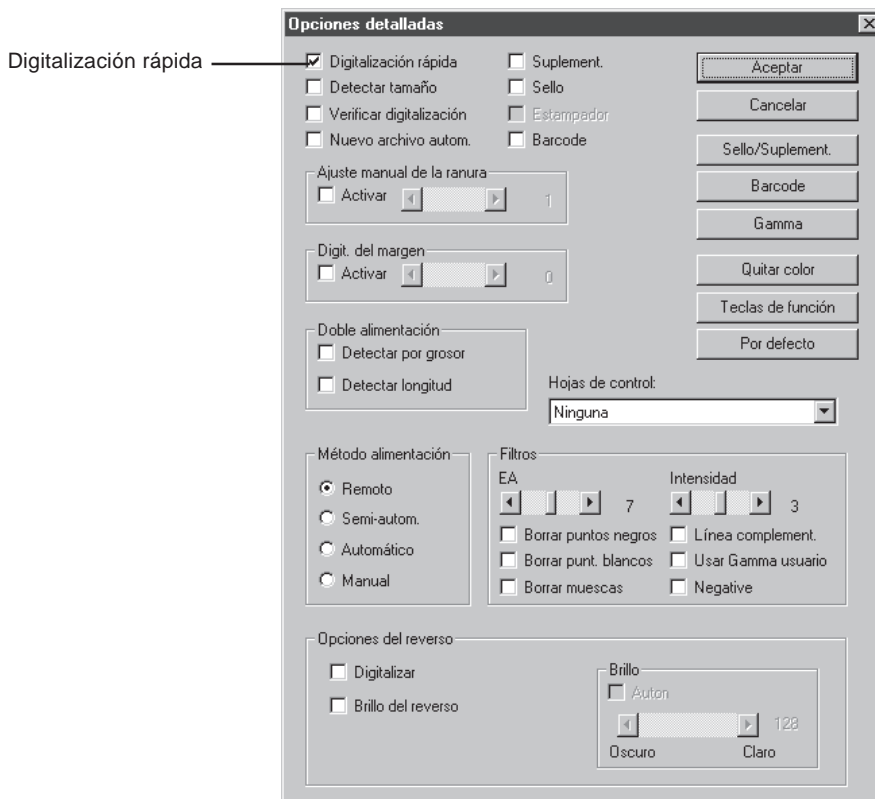 Opciones detalladas
Digitalización rápida
Digitalización rápida
Suplement.
Detectar tamaño
Sello
Verificar digitalización
Estampador
Nuevo archivo autom.
Barcode
Aceptar
Cancelar
Sello/Suplement.
Barcode
Gamma
Quitar color
Teclas de función
Por defecto
Ajuste manual de la ranura
Activar
1
Digit. del margen
Activar
0
Doble alimentación
Detectar por grosor
Detectar longitud
Hojas de control:
Ninguna
Método alimentación
Remoto
Semi-autom.
Automático
Manual
Filtros
EA
7
Intensidad
3
Borrar puntos negros
Línea complement.
Borrar punt. blancos
Usar Gamma usuario
Borrar muescas
Negative
Opciones del reverso
Digitalizar
Brillo del reverso
Brillo
Auton
128
Oscuro
Claro